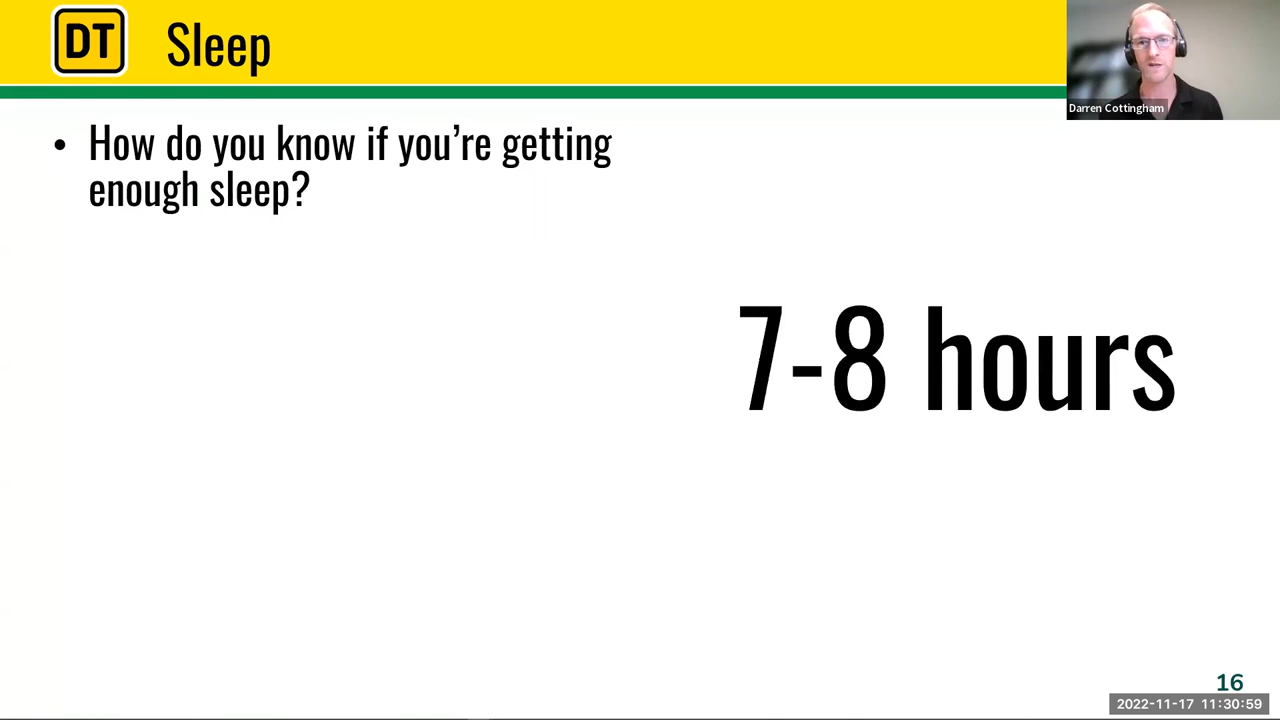 DT
Sleep
Darren Cottingham
• How do you know if you’re getting
enough sleep?
7-8 hours
16
2022-11-17 11:30:59